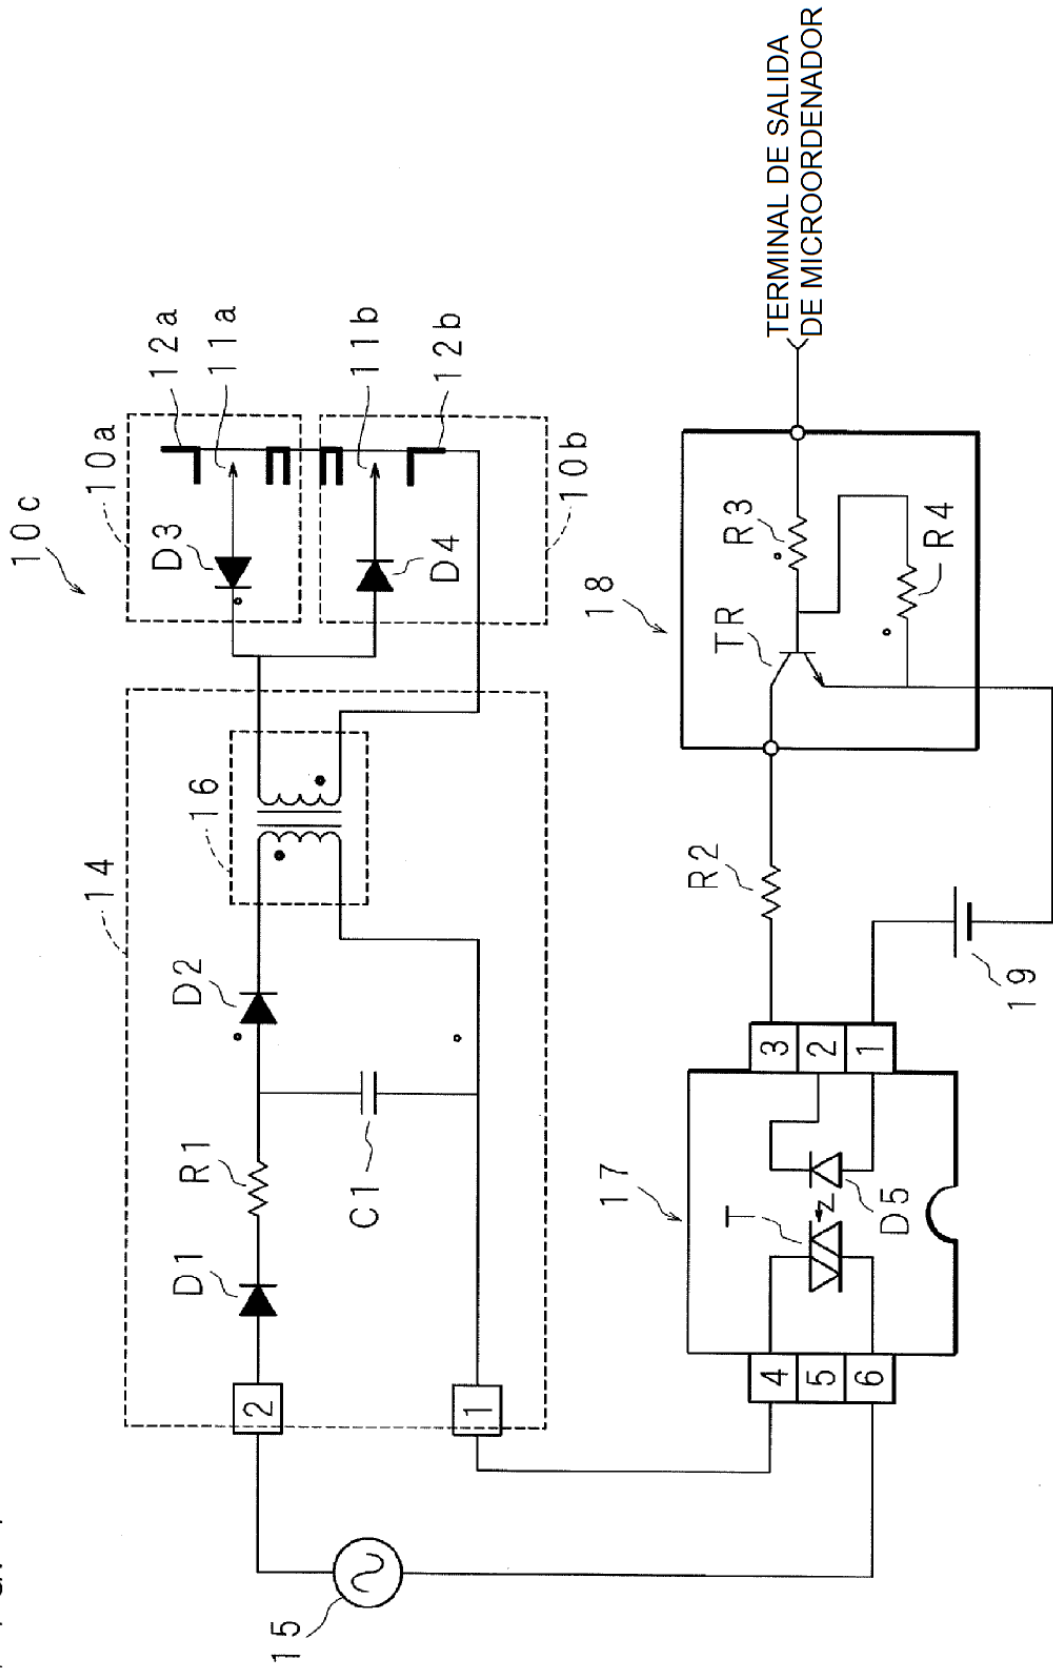 10c
10a
12a
11a
D3
11b
12b
D4
10b
14
16
D2
R1
D1
C1
2
1
15
TERMINAL DE SALIDA
DE MICROORDENADOR
18
TR
R3
R4
R2
19
17
T
D5
3
2
1
4
5
6